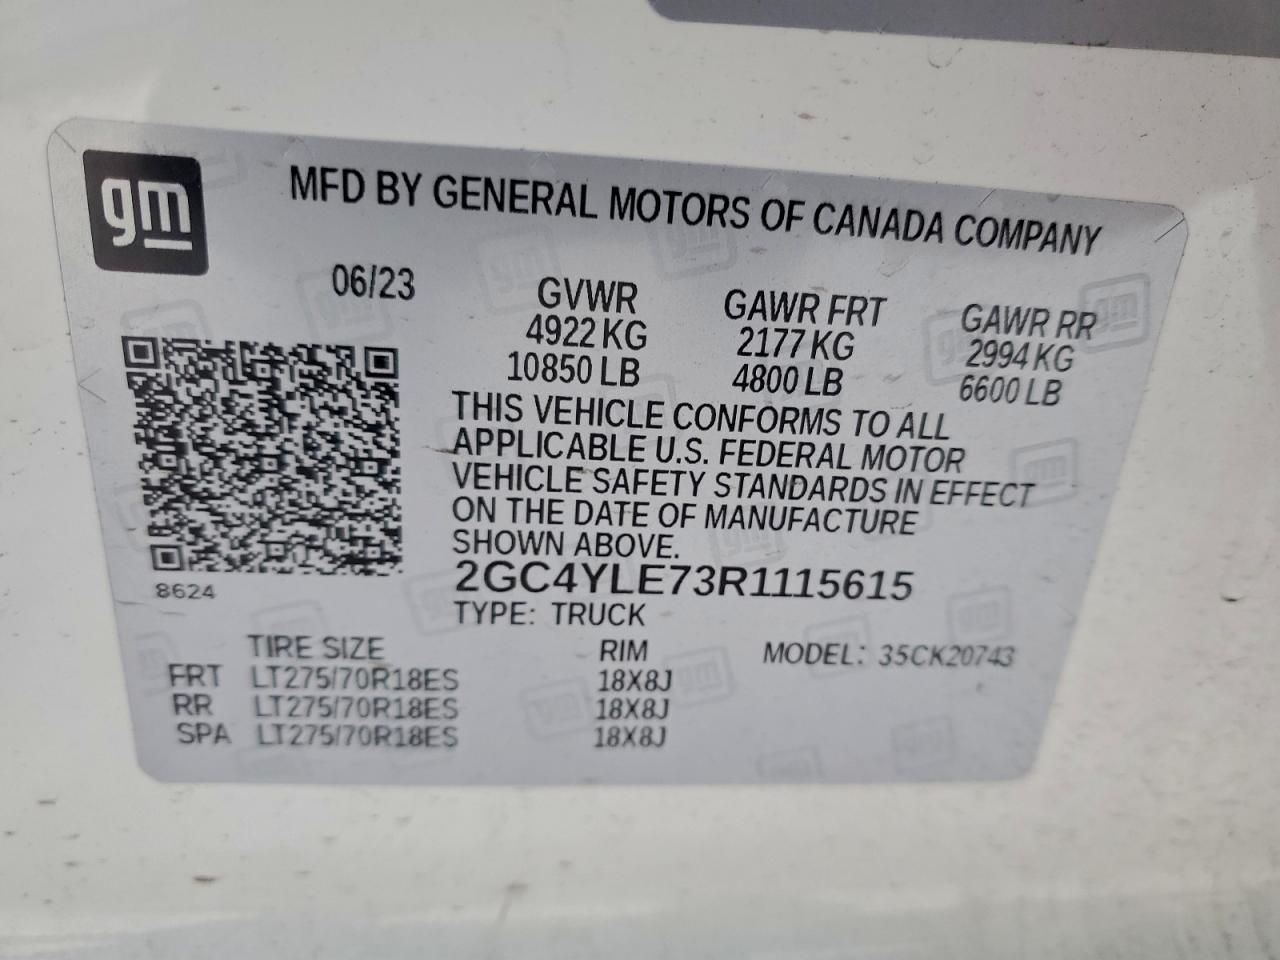 gm
MFD BY GENERAL MOTORS OF CANADA COMPANY
06/23
GVWR GAWR FRT GAWR RR
4922 KG 2177 KG 2994 KG
10850 LB 4800 LB 6600 LB
THIS VEHICLE CONFORMS TO ALL
APPLICABLE U.S. FEDERAL MOTOR
VEHICLE SAFETY STANDARDS IN EFFECT
ON THE DATE OF MANUFACTURE
SHOWN ABOVE.
8624
2GC4YLE73R1115615
TYPE: TRUCK
TIRE SIZE RIM MODEL: 35CK20743
FRT LT275/70R18ES 18X8J
RR LT275/70R18ES 18X8J
SPA LT275/70R18ES 18X8J